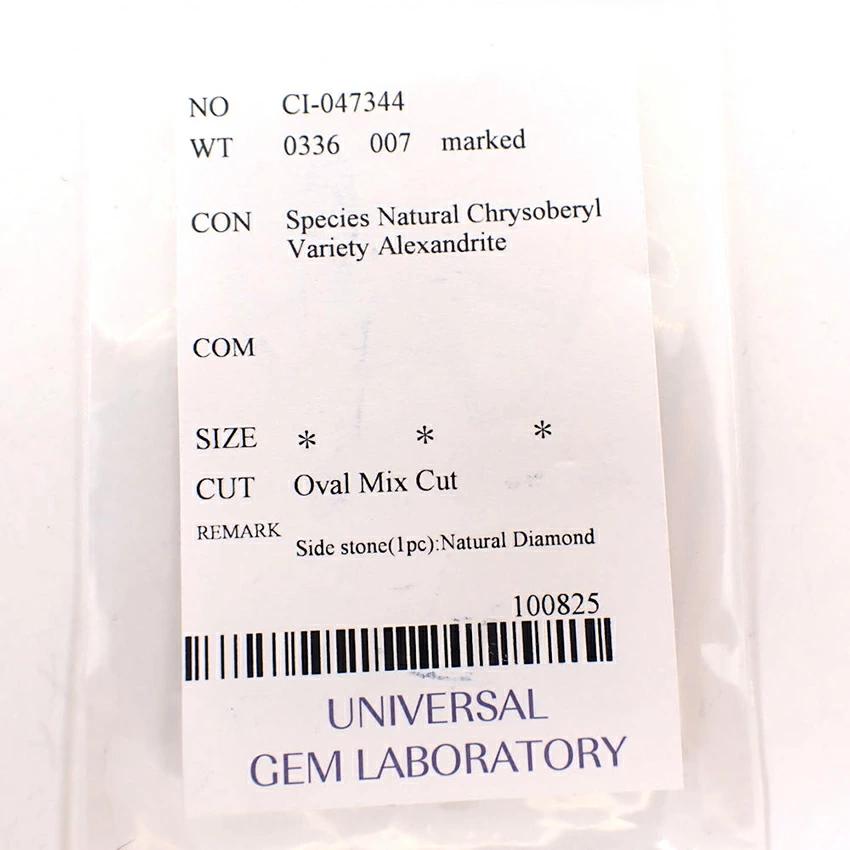 NO CI-047344
WT 0336 007 marked
CON Species Natural Chrysoberyl
Variety Alexandrite
COM
SIZE * * *
CUT Oval Mix Cut
REMARK Side stone(1pc):Natural Diamond
100825
UNIVERSAL
GEM LABORATORY